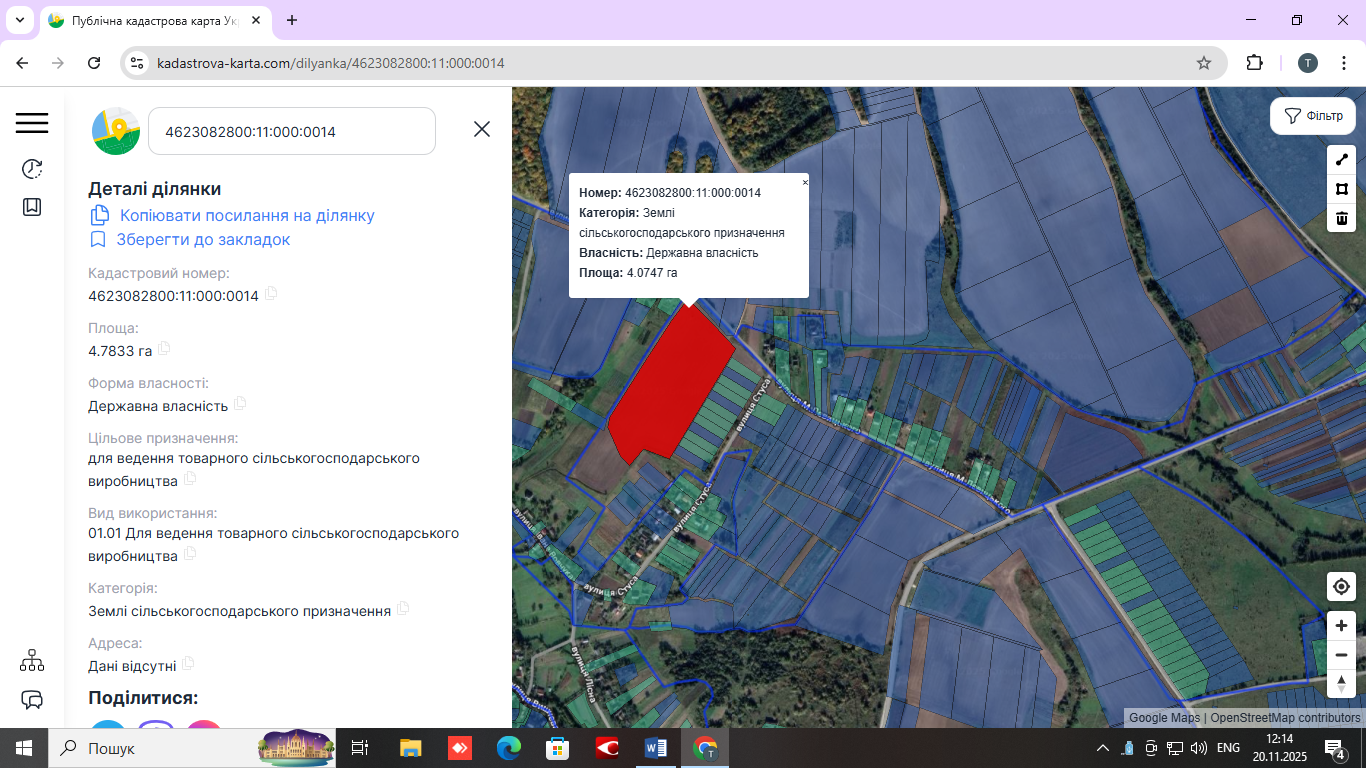 Публічна кадастрова карта Ук
kadastrova-karta.com/dilyanka/4623082800:11:000:0014
T
4623082800:11:000:0014
Деталі ділянки
Копіювати посилання на ділянку
Зберегти до закладок
Кадастровий номер:
4623082800:11:000:0014
Площа:
4.7833 га
Форма власності:
Державна власність
Цільове призначення:
для ведення товарного сільськогосподарського
виробництва
Вид використання:
01.01 Для ведення товарного сільськогосподарського
виробництва
Категорія:
Землі сільськогосподарського призначення
Адреса:
Дані відсутні
Поділитися:
Номер: 4623082800:11:000:0014
Категорія: Землі
сільськогосподарського призначення
Власність: Державна власність
Площа: 4.0747 га
Фільтр
вулиця Стуса
вулиця Стуса
вулиця Стуса
вулиця Лісна
Google Maps | OpenStreetMap contributors
Пошук
ENG
12:14
20.11.2025
4